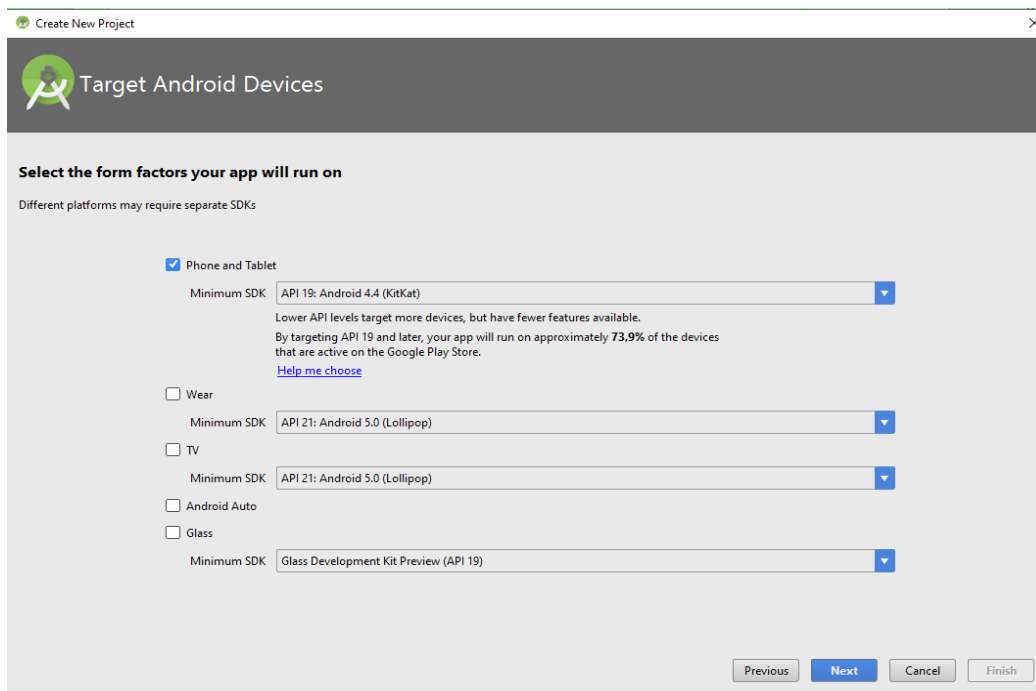 Create New Project
Target Android Devices
Select the form factors your app will run on
Different platforms may require separate SDKs
Phone and Tablet
Minimum SDK API 19: Android 4.4 (KitKat)
Lower API levels target more devices, but have fewer features available.
By targeting API 19 and later, your app will run on approximately 73,9% of the devices
that are active on the Google Play Store.
Help me choose
Wear
Minimum SDK API 21: Android 5.0 (Lollipop)
TV
Minimum SDK API 21: Android 5.0 (Lollipop)
Android Auto
Glass
Minimum SDK Glass Development Kit Preview (API 19)
Previous Next Cancel Finish